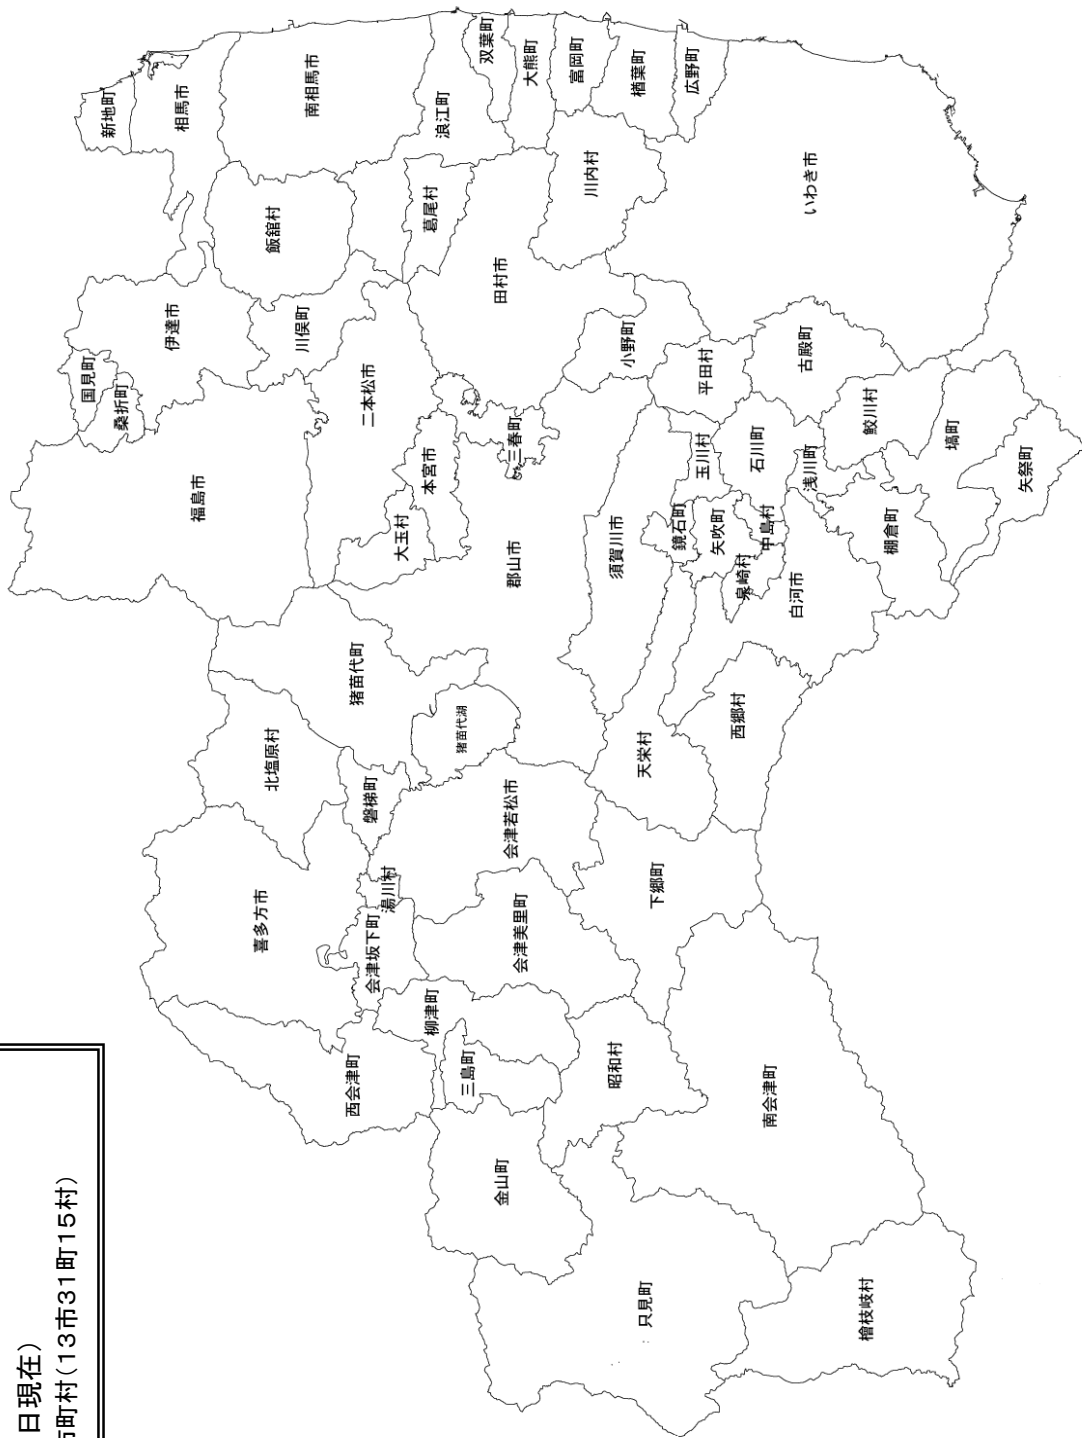 日現在）
町村（13市31町15村）
新地町
相馬市
南相馬市
浪江町
双葉町
大熊町
富岡町
楢葉町
広野町
飯舘村
葛尾村
川内村
いわき市
国見町
桑折町
伊達市
川俣町
田村市
小野町
平田村
古殿町
福島市
二本松市
大玉村
本宮市
三春町
郡山市
須賀川市
鏡石町
玉川村
石川町
浅川町
鮫川村
塙町
矢祭町
矢吹町
中島村
泉崎村
白河市
棚倉町
猪苗代町
猪苗代湖
天栄村
西郷村
北塩原村
磐梯町
会津若松市
下郷町
喜多方市
湯川村
会津坂下町
会津美里町
柳津町
西会津町
三島町
昭和村
南会津町
金山町
只見町
檜枝岐村